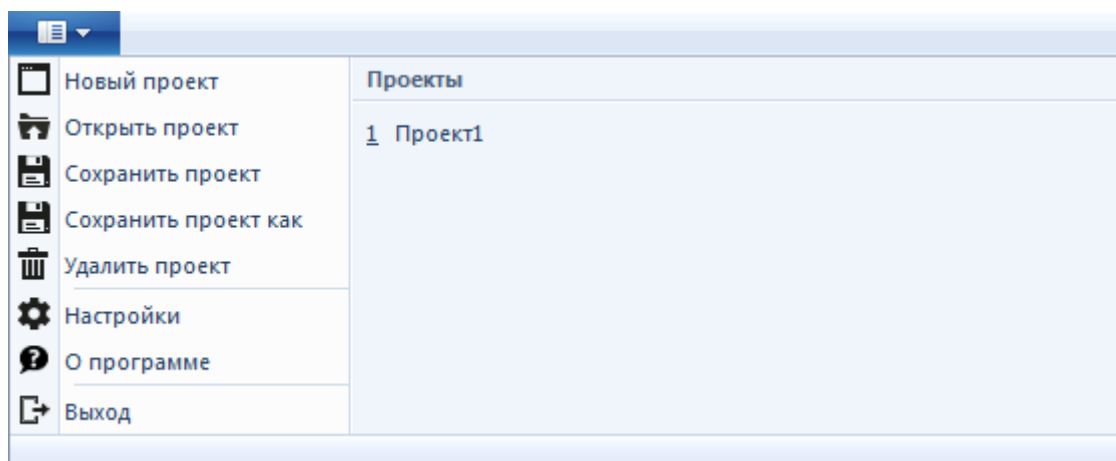 Новый проект
Открыть проект
Сохранить проект
Сохранить проект как
Удалить проект
Настройки
О программе
Выход
Проекты
1 Проект1